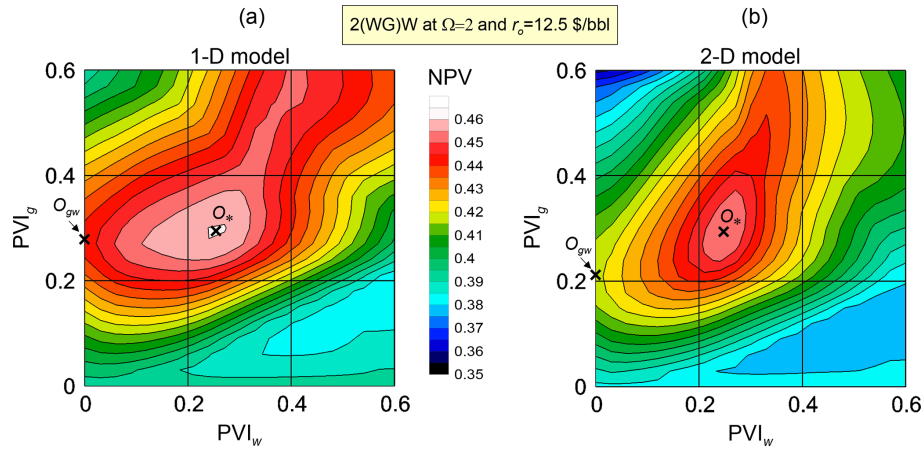 (a)
2(WG)W at Ω=2 and rₒ=12.5 $/bbl
(b)
1-D model
NPV
2-D model
0.6
0.4
0.2
0
PVI_g
O_gw
O_*
0
0.2
0.4
0.6
PVI_w
0.46
0.45
0.44
0.43
0.42
0.41
0.4
0.39
0.38
0.37
0.36
0.35
0.6
0.4
0.2
0
PVI_g
O_gw
O_*
0
0.2
0.4
0.6
PVI_w